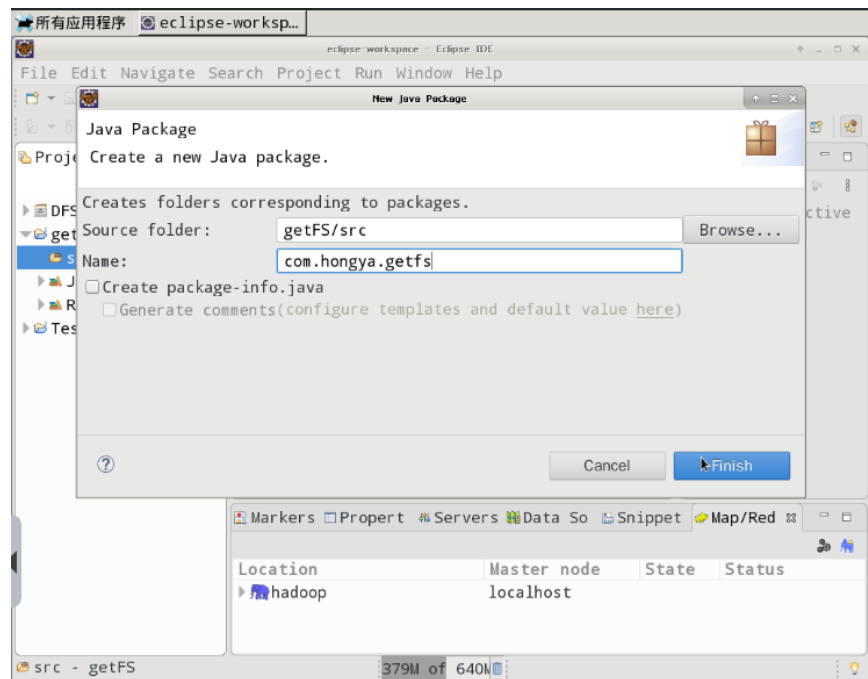 所有应用程序 eclipse-worksp...
eclipse-workspace - Eclipse IDE
File Edit Navigate Search Project Run Window Help
New Java Package
Java Package
Create a new Java package.
Proje
Creates folders corresponding to packages.
DFS
ctive
get
Source folder: getFS/src Browse...
s
Name: com.hongya.getfs
J
Create package-info.java
R
Generate comments(configure templates and default value here)
Tes
Cancel Finish
Markers Propert Servers Data So Snippet Map/Red
Location Master node State Status
hadoop localhost
src - getFS 379M of 640M